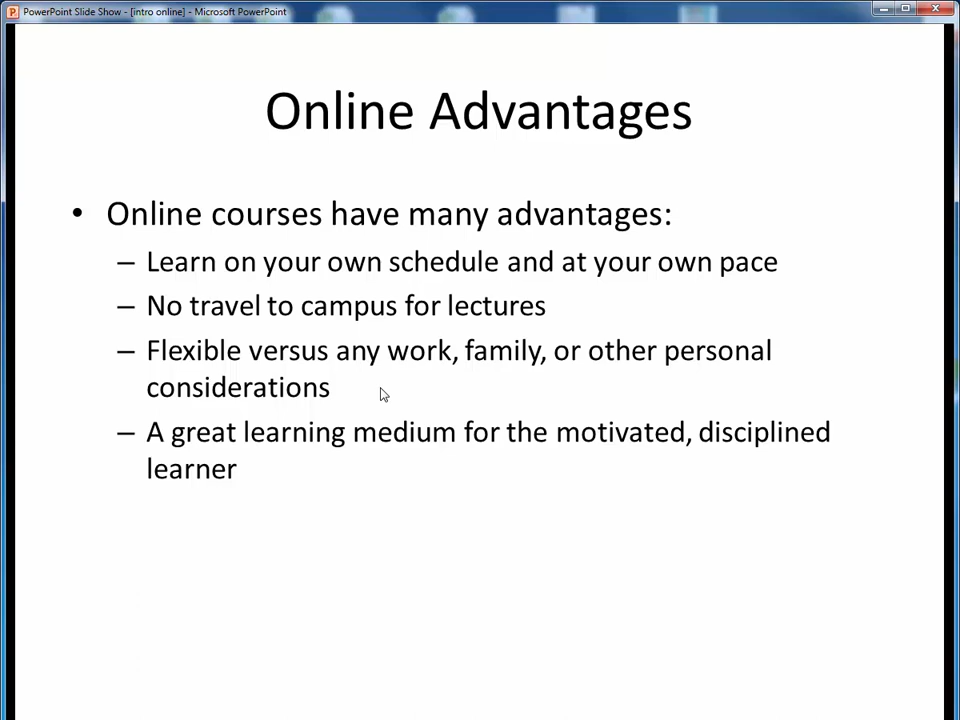 PowerPoint Slide Show - [intro online] - Microsoft PowerPoint
Online Advantages
• Online courses have many advantages:
– Learn on your own schedule and at your own pace
– No travel to campus for lectures
– Flexible versus any work, family, or other personal
considerations
– A great learning medium for the motivated, disciplined
learner